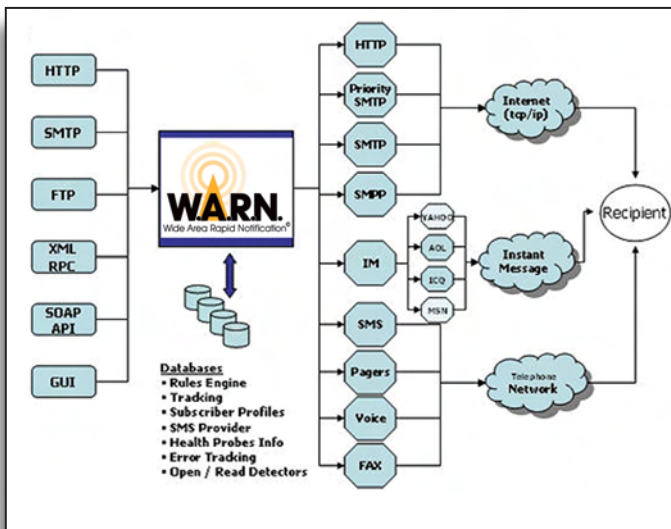 HTTP
SMTP
FTP
XML
RPC
SOAP
API
GUI
W.A.R.N.
Wide Area Rapid Notification©
Databases
▪ Rules Engine
▪ Tracking
▪ Subscriber Profiles
▪ SMS Provider
▪ Health Probes Info
▪ Error Tracking
▪ Open / Read Detectors
HTTP
Priority
SMTP
SMTP
SMPP
IM
SMS
Pagers
Voice
FAX
YAHOO
AOL
ICQ
MSN
Internet
(tcp/ip)
Instant
Message
Telephone
Network
Recipient